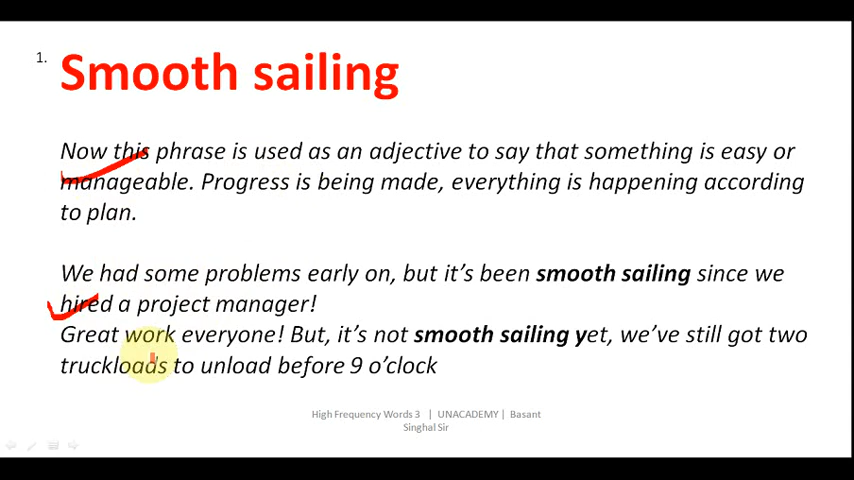 1. Smooth sailing
Now this phrase is used as an adjective to say that something is easy or
manageable. Progress is being made, everything is happening according
to plan.
We had some problems early on, but it’s been smooth sailing since we
hired a project manager!
Great work everyone! But, it’s not smooth sailing yet, we’ve still got two
truckloads to unload before 9 o’clock
High Frequency Words 3 | UNACADEMY | Basant
Singhal Sir